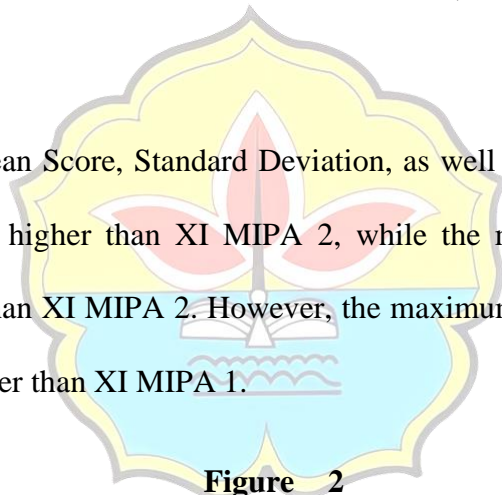 ean Score, Standard Deviation, as well
higher than XI MIPA 2, while the
an XI MIPA 2. However, the maximum
er than XI MIPA 1.
Figure 2